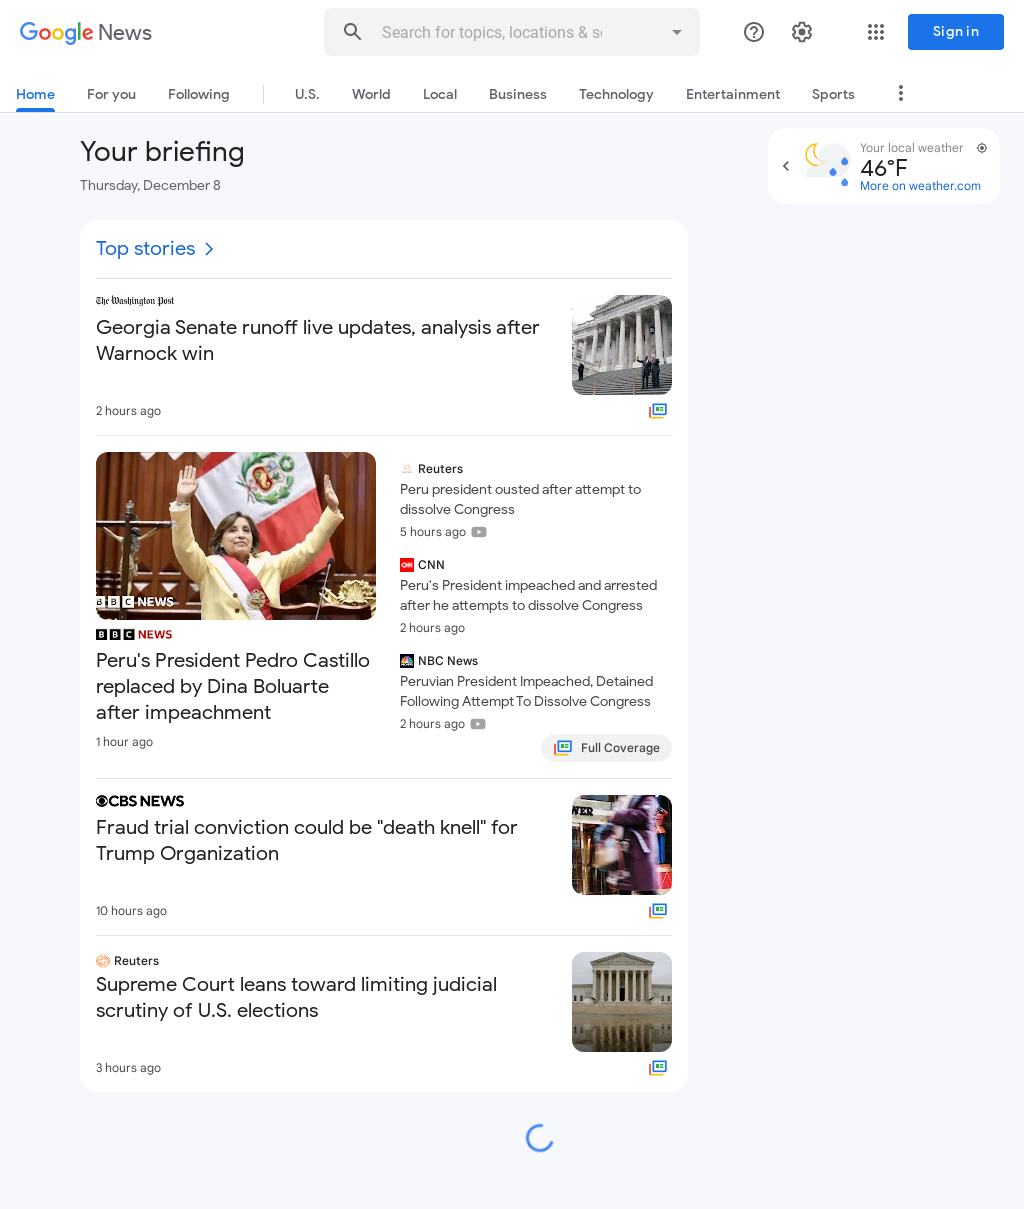 Google News
Search for topics, locations & so
Sign in
Home
For you
Following
U.S.
World
Local
Business
Technology
Entertainment
Sports
Your briefing
Thursday, December 8
Your local weather
46°F
More on weather.com
Top stories
The Washington Post
Georgia Senate runoff live updates, analysis after
Warnock win
2 hours ago
BBC NEWS
BBC NEWS
Peru's President Pedro Castillo
replaced by Dina Boluarte
after impeachment
1 hour ago
Reuters
Peru president ousted after attempt to
dissolve Congress
5 hours ago
CNN
CNN
Peru's President impeached and arrested
after he attempts to dissolve Congress
2 hours ago
NBC News
Peruvian President Impeached, Detained
Following Attempt To Dissolve Congress
2 hours ago
Full Coverage
CBS NEWS
Fraud trial conviction could be "death knell" for
Trump Organization
10 hours ago
Reuters
Supreme Court leans toward limiting judicial
scrutiny of U.S. elections
3 hours ago